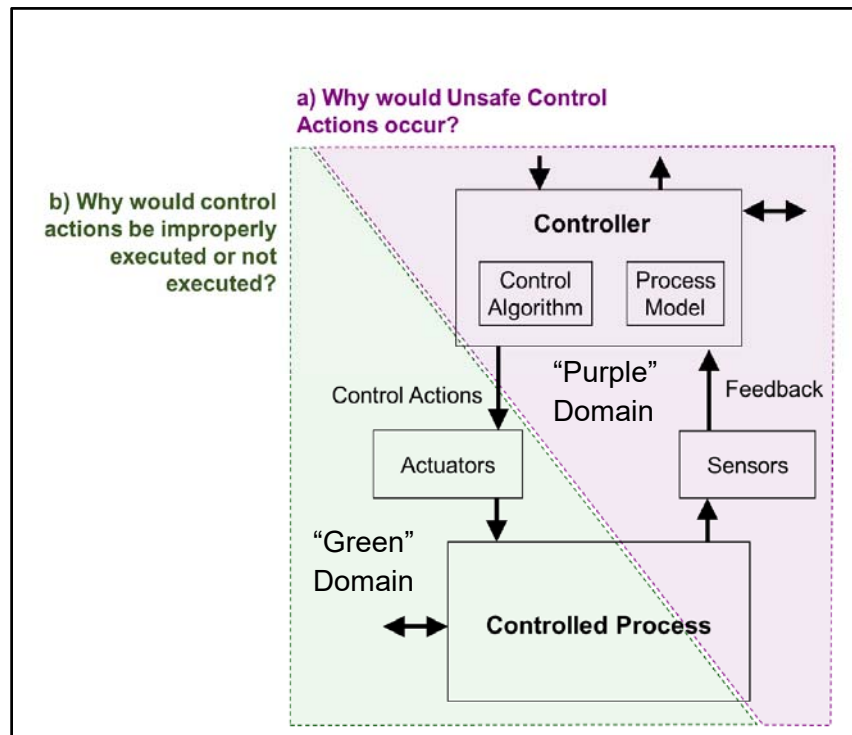 a) Why would Unsafe Control
Actions occur?
b) Why would control
actions be improperly
executed or not
executed?
Controller
Control
Algorithm
Process
Model
“Purple”
Domain
Control Actions
Feedback
Actuators
Sensors
“Green”
Domain
Controlled Process